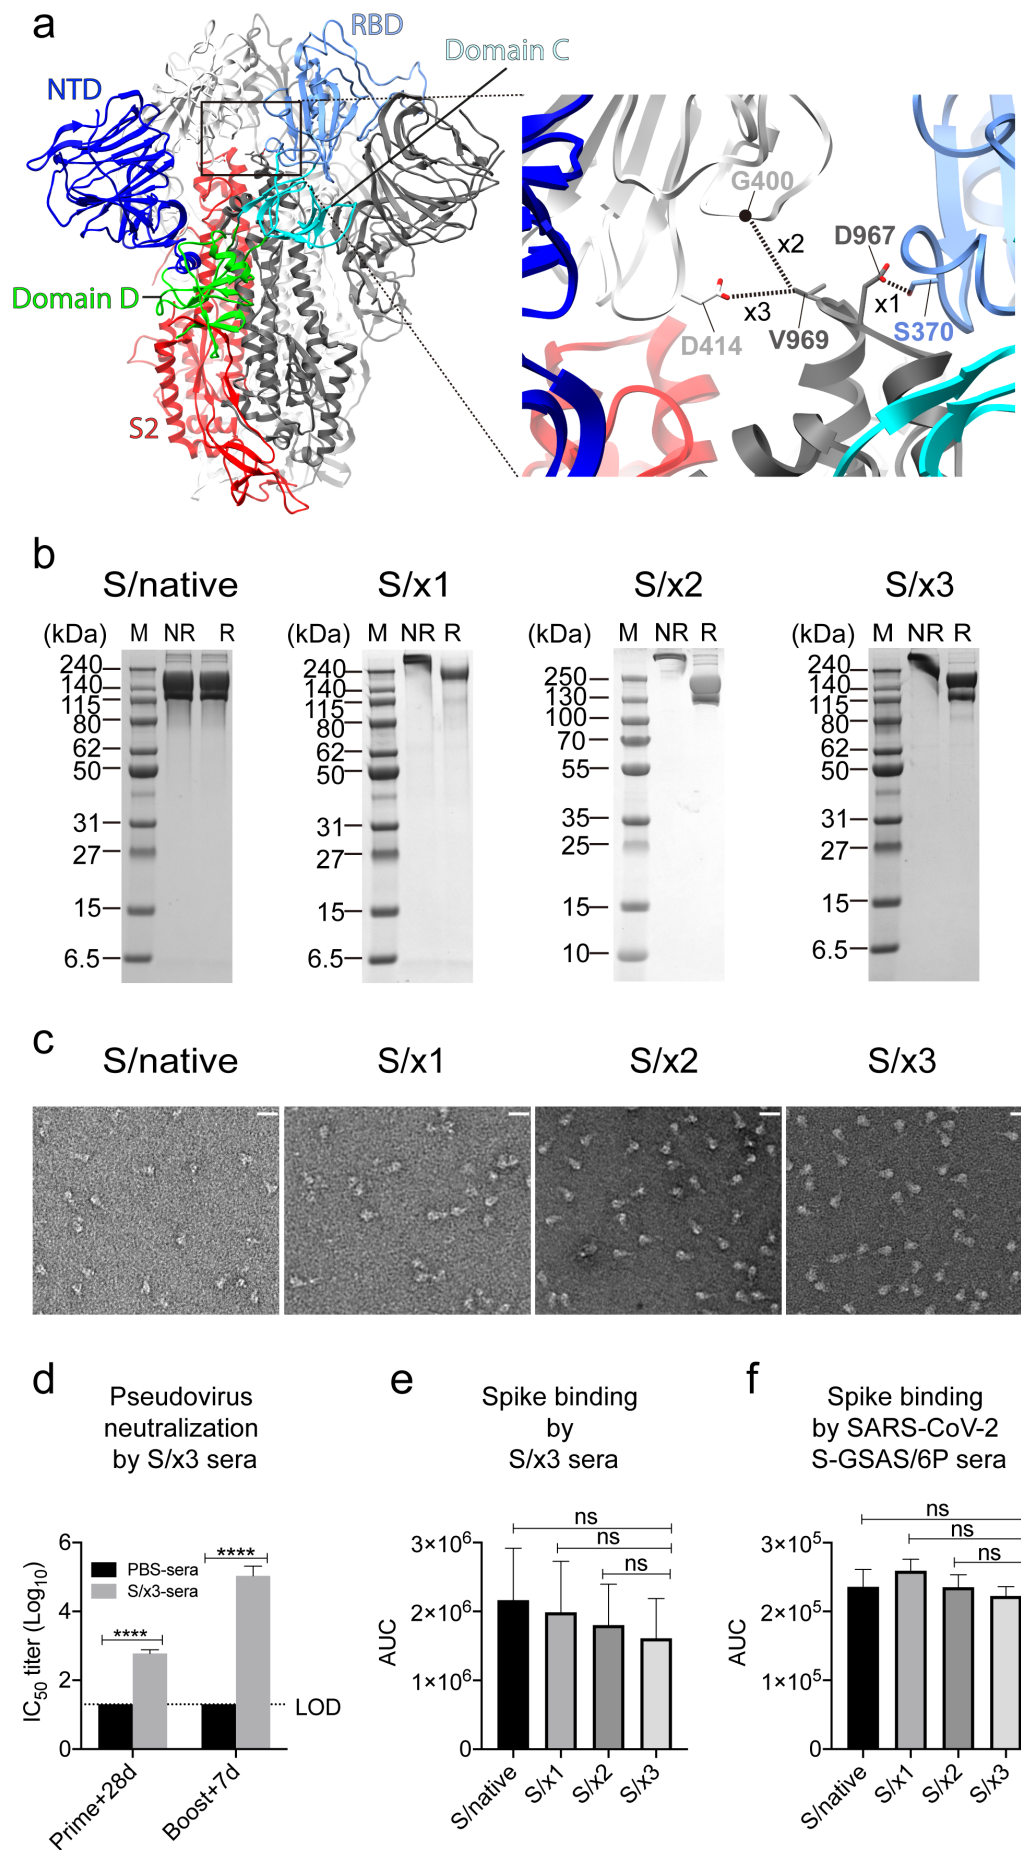 a
RBD
Domain C
NTD
Domain D
S2
G400
x2
D967
x3
x1
D414
V969
S370
b
S/native
S/x1
S/x2
S/x3
(kDa) M NR R
240
140
115
80
62
50
31
27
15
6.5
(kDa) M NR R
240
140
115
80
62
50
31
27
15
6.5
(kDa) M NR R
250
130
100
70
55
35
25
15
10
(kDa) M NR R
240
140
115
80
62
50
31
27
15
6.5
c
S/native
S/x1
S/x2
S/x3
d
Pseudovirus
neutralization
by S/x3 sera
IC50 titer (Log10)
6
4
2
0
PBS-sera
S/x3-sera
****
****
LOD
Prime+28d
Boost+7d
e
Spike binding
by
S/x3 sera
AUC
3×10⁶
2×10⁶
1×10⁶
0
ns
ns
ns
S/native
S/x1
S/x2
S/x3
f
Spike binding
by SARS-CoV-2
S-GSAS/6P sera
AUC
3×10⁵
2×10⁵
1×10⁵
0
ns
ns
ns
S/native
S/x1
S/x2
S/x3